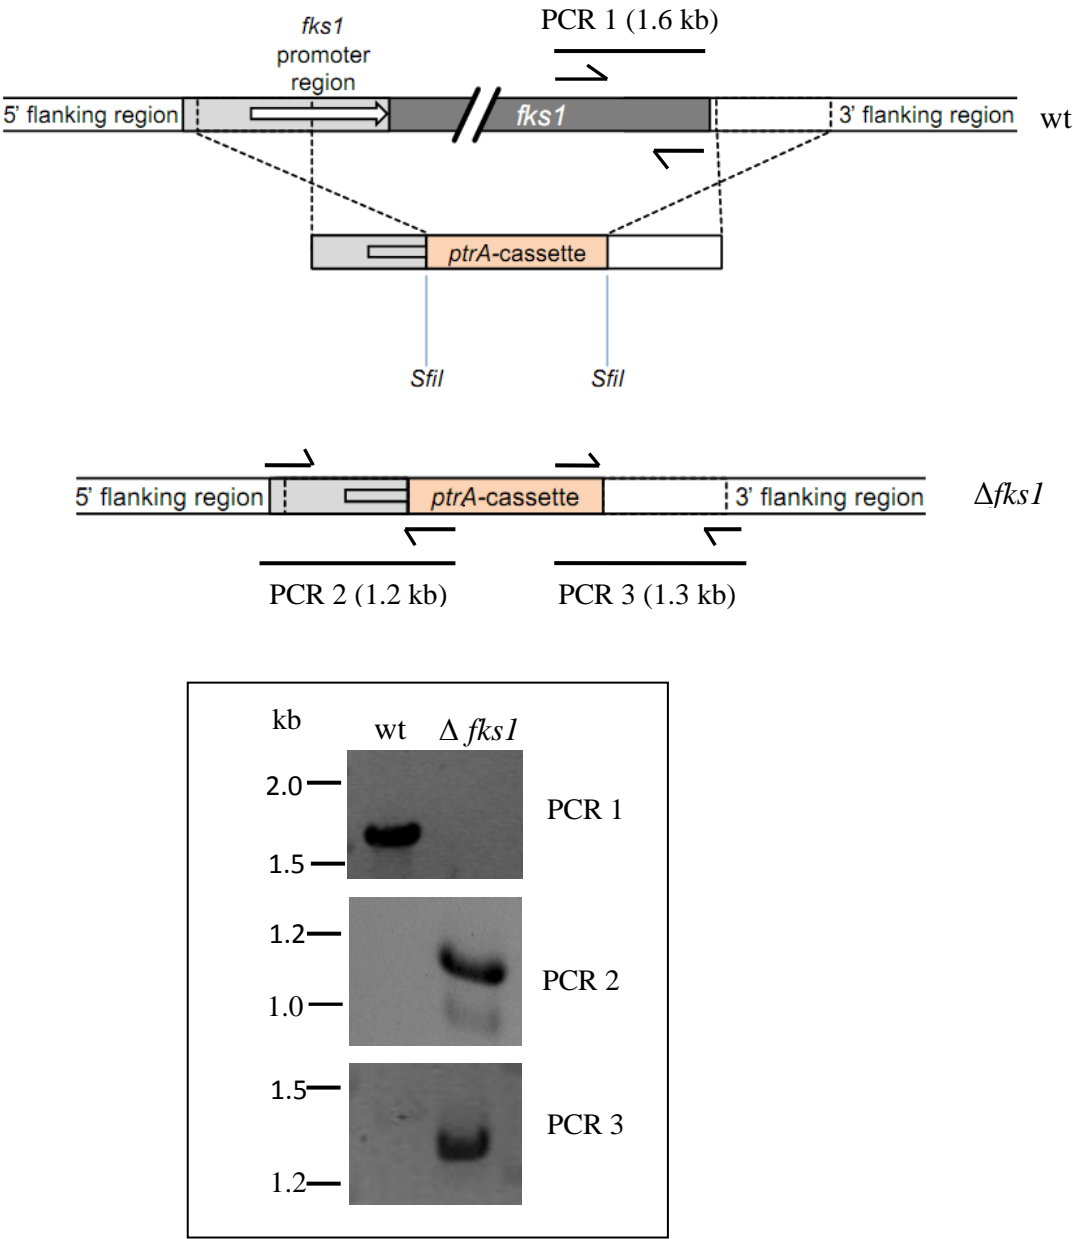 PCR 1 (1.6 kb)
fks1
promoter
region
5' flanking region
fks1
3' flanking region
wt
ptrA-cassette
SfiI
SfiI
5' flanking region
ptrA-cassette
3' flanking region
Δfks1
PCR 2 (1.2 kb)
PCR 3 (1.3 kb)
kb
wt
Δ fks1
2.0
PCR 1
1.5
1.2
PCR 2
1.0
1.5
PCR 3
1.2